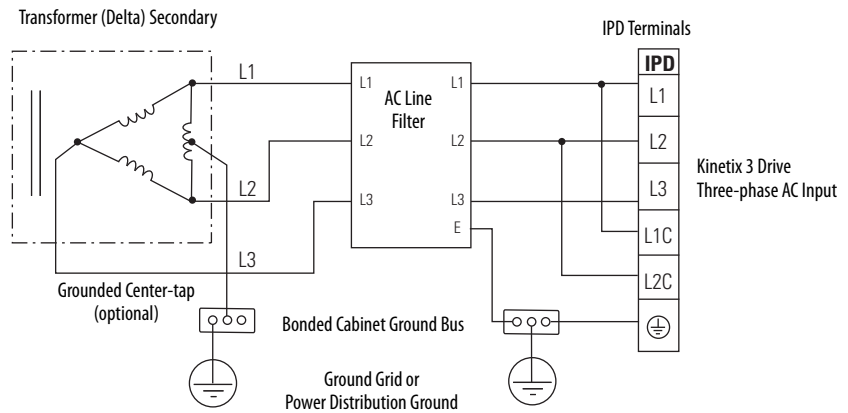 Transformer (Delta) Secondary
IPD Terminals
L1
L2
L3
L1
L2
L3
AC Line
Filter
L1
L2
L3
E
IPD
L1
L2
L3
L1C
L2C
Kinetix 3 Drive
Three-phase AC Input
Grounded Center-tap
(optional)
Bonded Cabinet Ground Bus
Ground Grid or
Power Distribution Ground